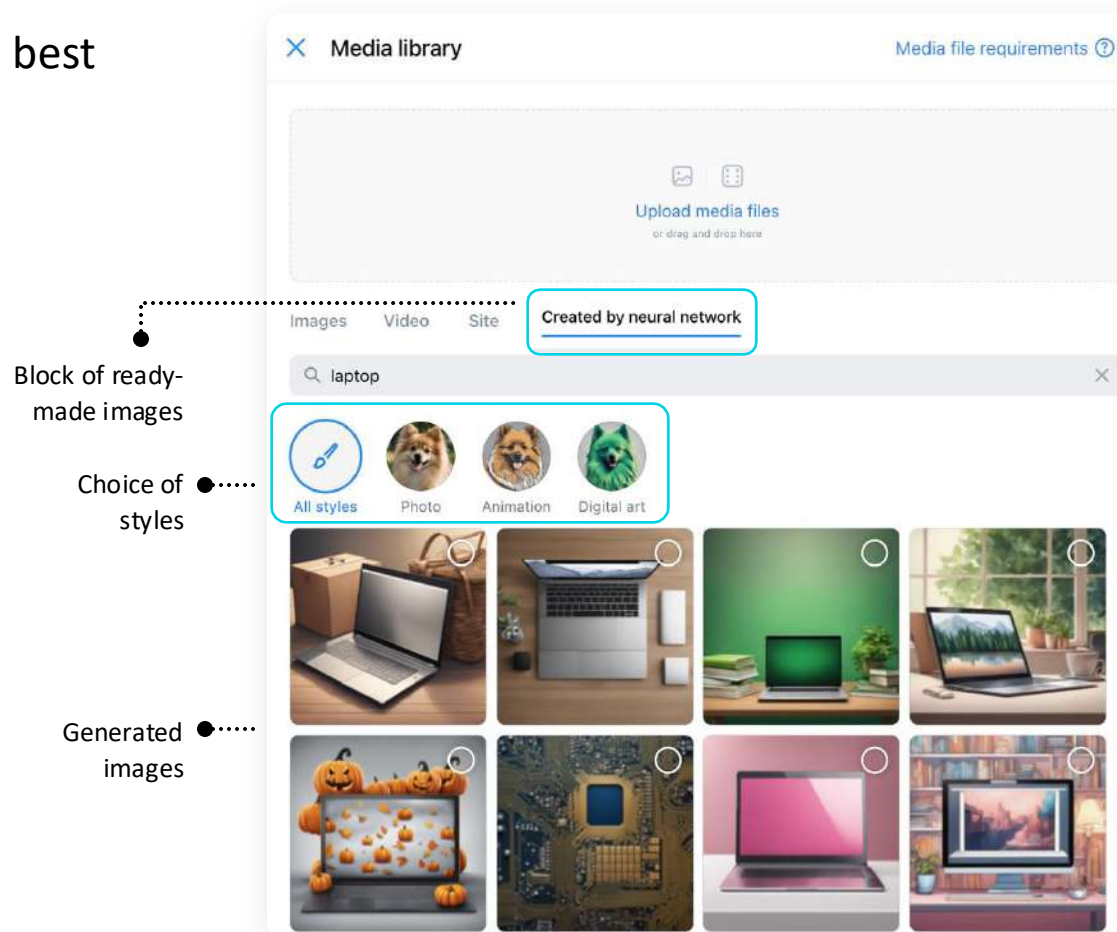 best
Media library
Media file requirements
Upload media files
or drag and drop here
Images Video Site Created by neural network
Block of ready-
made images
laptop
Choice of
styles
All styles Photo Animation Digital art
Generated
images